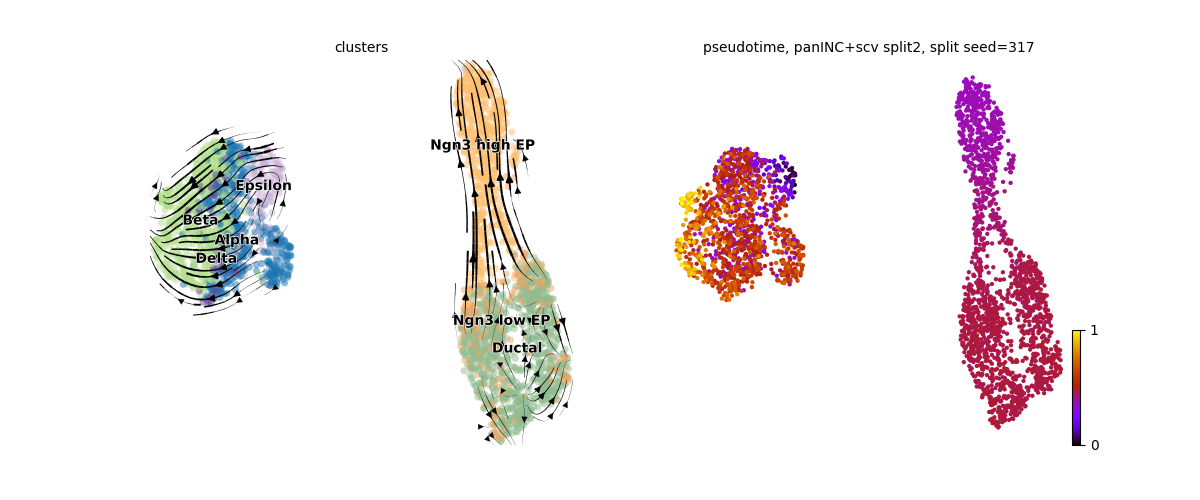 clusters
pseudotime, panINC+scv split2, split seed=317
Ngn3 high EP
Epsilon
Beta
Alpha
Delta
Ngn3 low EP
Ductal
1
0